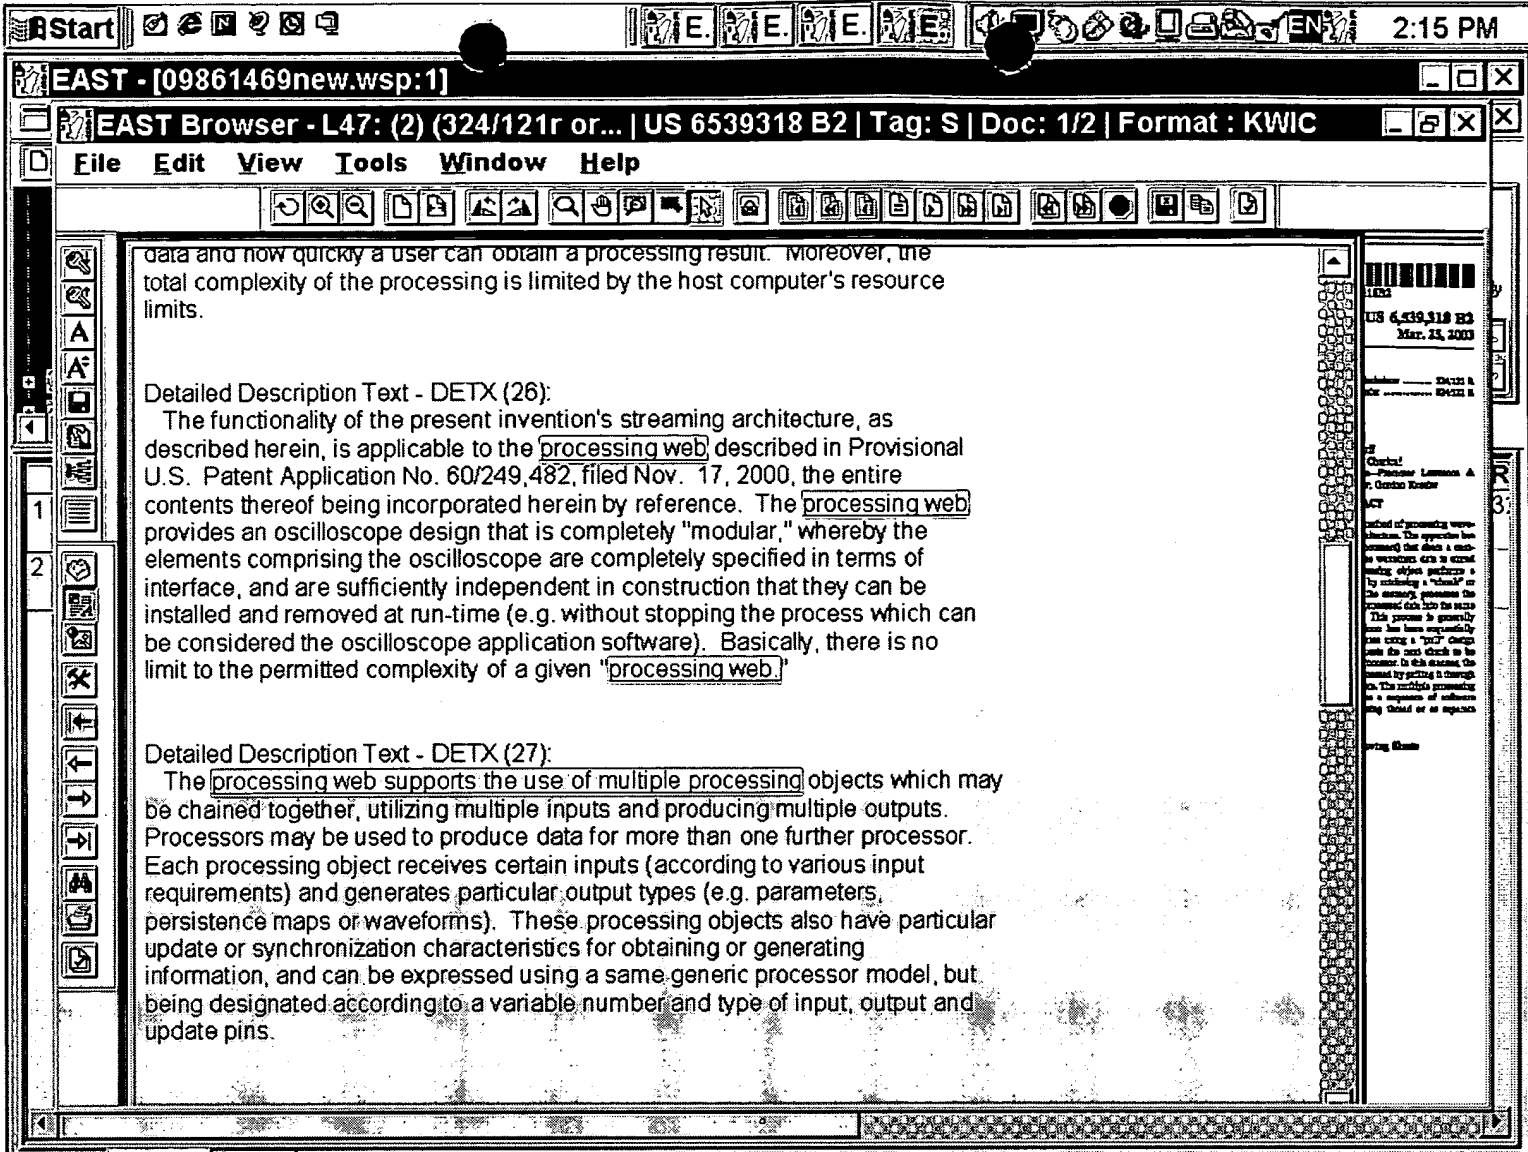 Start
E.
E.
E.
E.
EN
2:15 PM
EAST - [09861469new.wsp:1]
EAST Browser - L47: (2) (324/121r or... | US 6539318 B2 | Tag: S | Doc: 1/2 | Format : KWIC
File Edit View Tools Window Help
data and how quickly a user can obtain a processing result. Moreover, the
total complexity of the processing is limited by the host computer's resource
limits.
Detailed Description Text - DETX (26):
The functionality of the present invention's streaming architecture, as
described herein, is applicable to the processing web described in Provisional
U.S. Patent Application No. 60/249,482, filed Nov. 17, 2000, the entire
contents thereof being incorporated herein by reference. The processing web
provides an oscilloscope design that is completely "modular," whereby the
elements comprising the oscilloscope are completely specified in terms of
interface, and are sufficiently independent in construction that they can be
installed and removed at run-time (e.g. without stopping the process which can
be considered the oscilloscope application software). Basically, there is no
limit to the permitted complexity of a given "processing web."
Detailed Description Text - DETX (27):
The processing web supports the use of multiple processing objects which may
be chained together, utilizing multiple inputs and producing multiple outputs.
Processors may be used to produce data for more than one further processor.
Each processing object receives certain inputs (according to various input
requirements) and generates particular output types (e.g. parameters,
persistence maps or waveforms). These processing objects also have particular
update or synchronization characteristics for obtaining or generating
information, and can be expressed using a same generic processor model, but
being designated according to a variable number and type of input, output and
update pins.
1
2
US 6,539,318 B2
Mar. 25, 2003